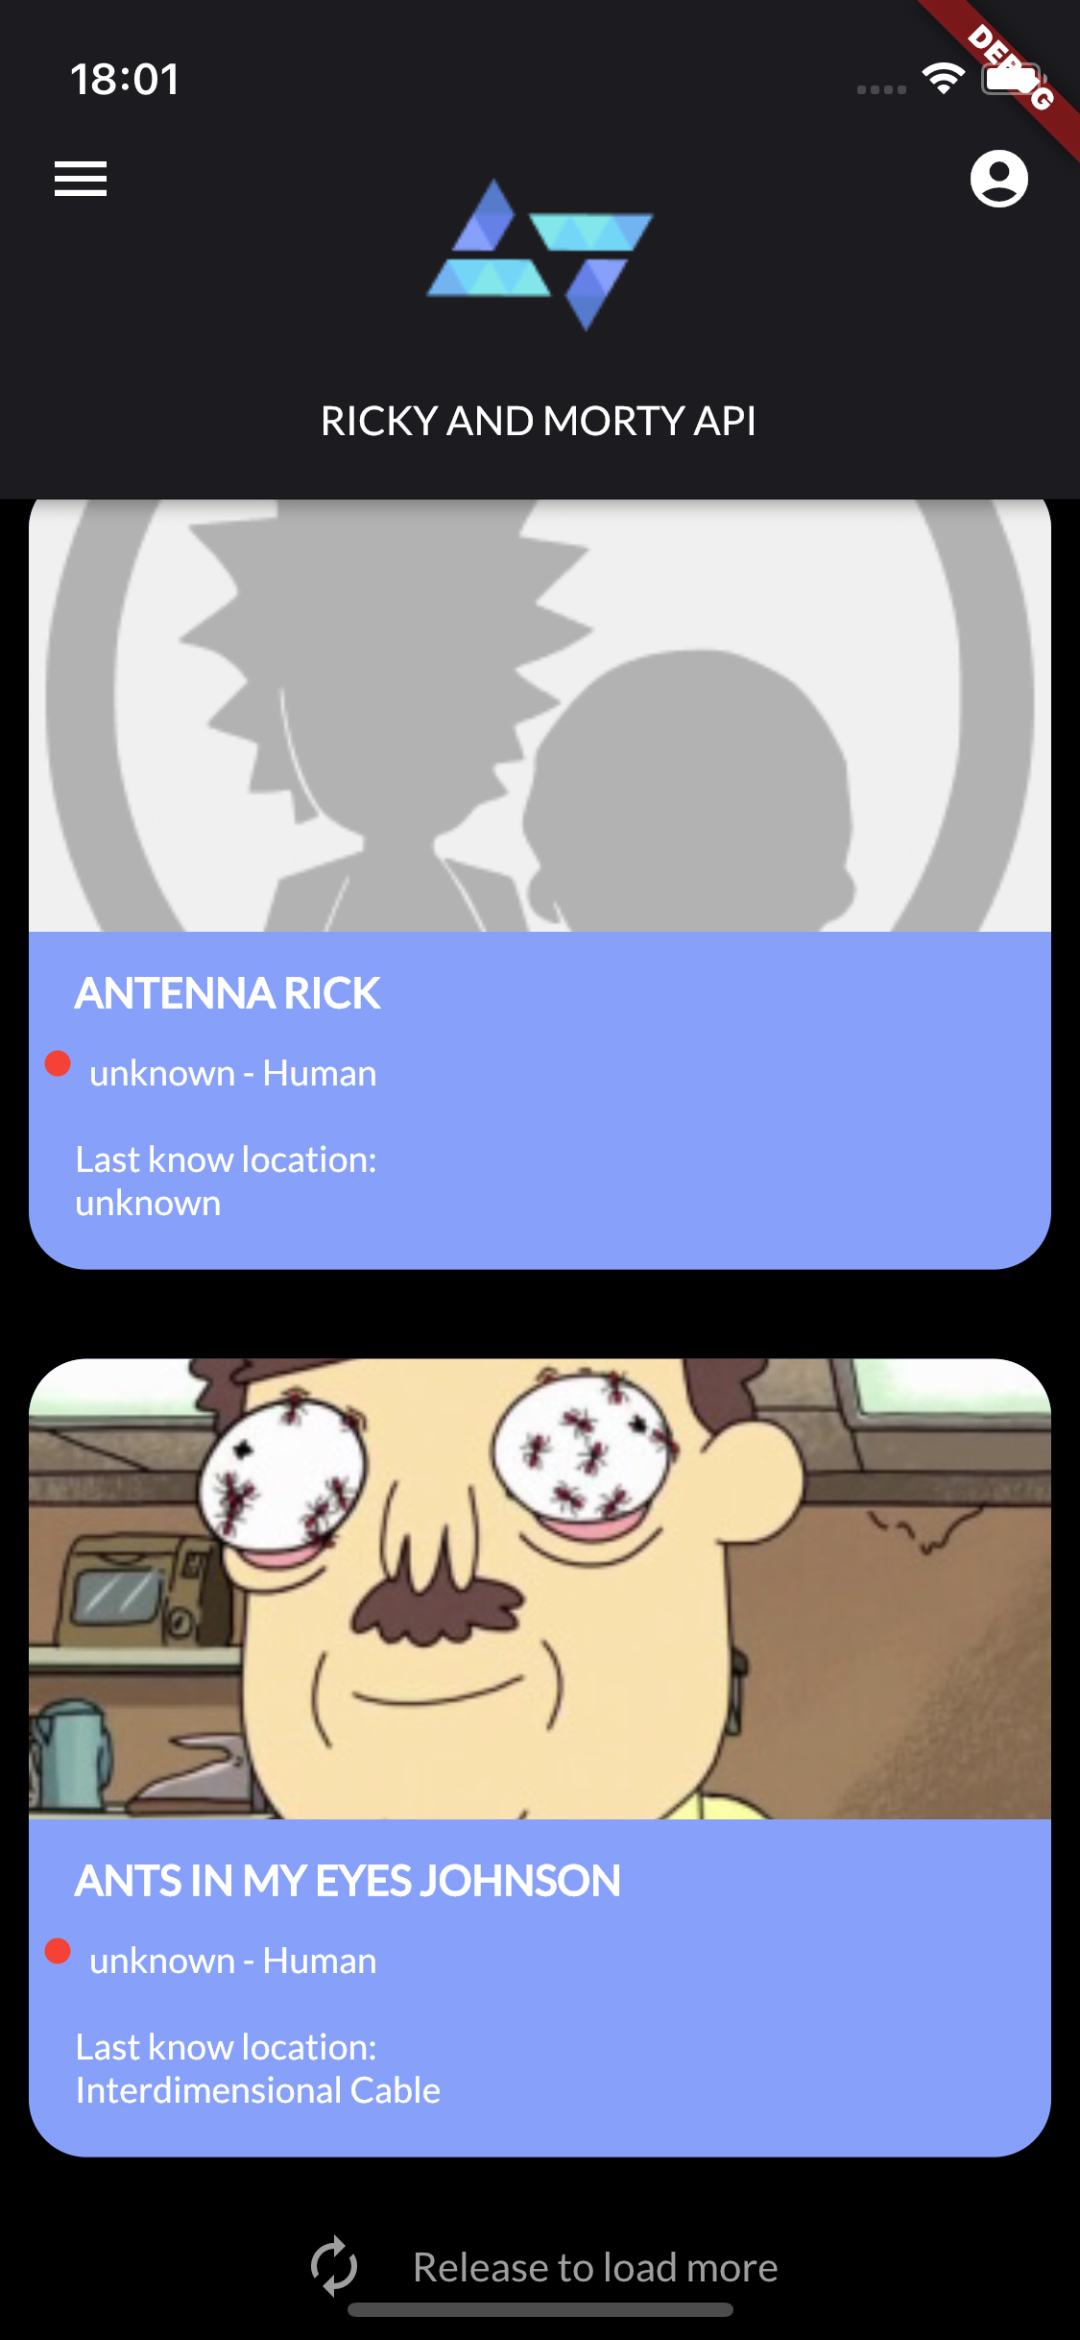 18:01
DEBUG
RICKY AND MORTY API
ANTENNA RICK
unknown - Human
Last know location:
unknown
ANTS IN MY EYES JOHNSON
unknown - Human
Last know location:
Interdimensional Cable
Release to load more